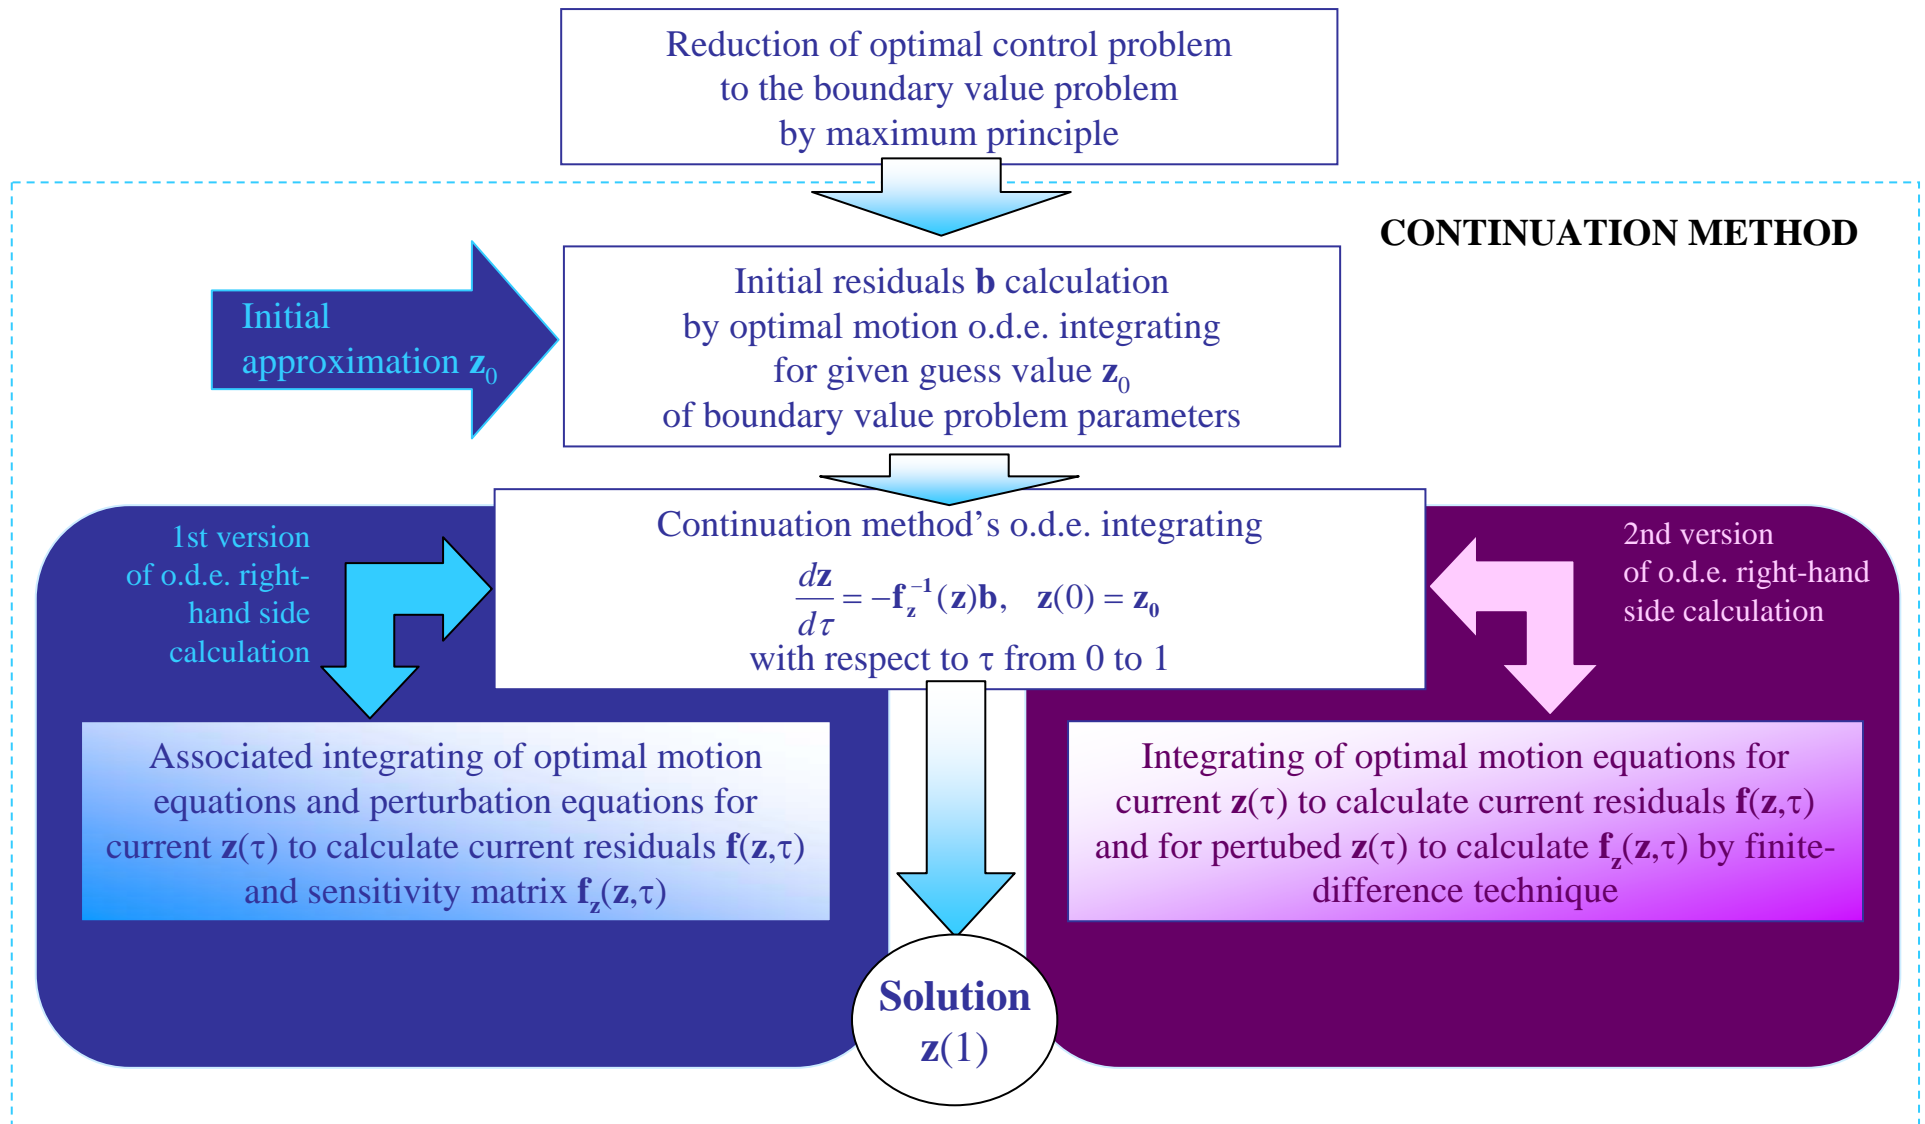 Reduction of optimal control problem
to the boundary value problem
by maximum principle
CONTINUATION METHOD
Initial
approximation z₀
Initial residuals b calculation
by optimal motion o.d.e. integrating
for given guess value z₀
of boundary value problem parameters
1st version
of o.d.e. right-
hand side
calculation
Continuation method’s o.d.e. integrating
dz/dτ = −f_z⁻¹(z)b, z(0) = z₀
with respect to τ from 0 to 1
2nd version
of o.d.e. right-hand
side calculation
Associated integrating of optimal motion
equations and perturbation equations for
current z(τ) to calculate current residuals f(z,τ)
and sensitivity matrix f_z(z,τ)
Integrating of optimal motion equations for
current z(τ) to calculate current residuals f(z,τ)
and for pertubed z(τ) to calculate f_z(z,τ) by finite-
difference technique
Solution
z(1)